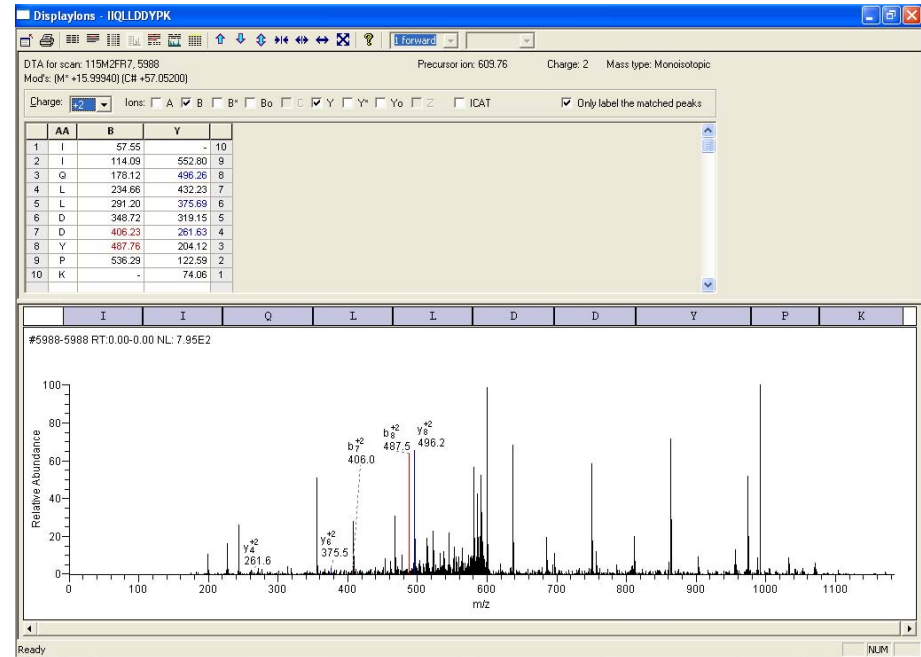 DisplayIons - IIQLLDDYPK
1 forward
DTA for scan: 115M2FR7, 5988 Precursor ion: 609.76 Charge: 2 Mass type: Monoisotopic
Mod's: (M* +15.99940) (C# +57.05200)
Charge: +2 Ions: A B B* Bo C Y Y* Yo Z ICAT Only label the matched peaks
AA B Y
1 I 57.55 - 10
2 I 114.09 552.80 9
3 Q 178.12 496.26 8
4 L 234.66 432.23 7
5 L 291.20 375.69 6
6 D 348.72 319.15 5
7 D 406.23 261.63 4
8 Y 487.76 204.12 3
9 P 536.29 122.59 2
10 K - 74.06 1
I I Q L L D D Y P K
#5988-5988 RT:0.00-0.00 NL: 7.95E2
Relative Abundance
100
80
60
40
20
0
b7+2
406.0
b8+2
487.5
y8+2
496.2
y4+2
261.6
y6+2
375.5
0 100 200 300 400 500 600 700 800 900 1000 1100
m/z
Ready NUM